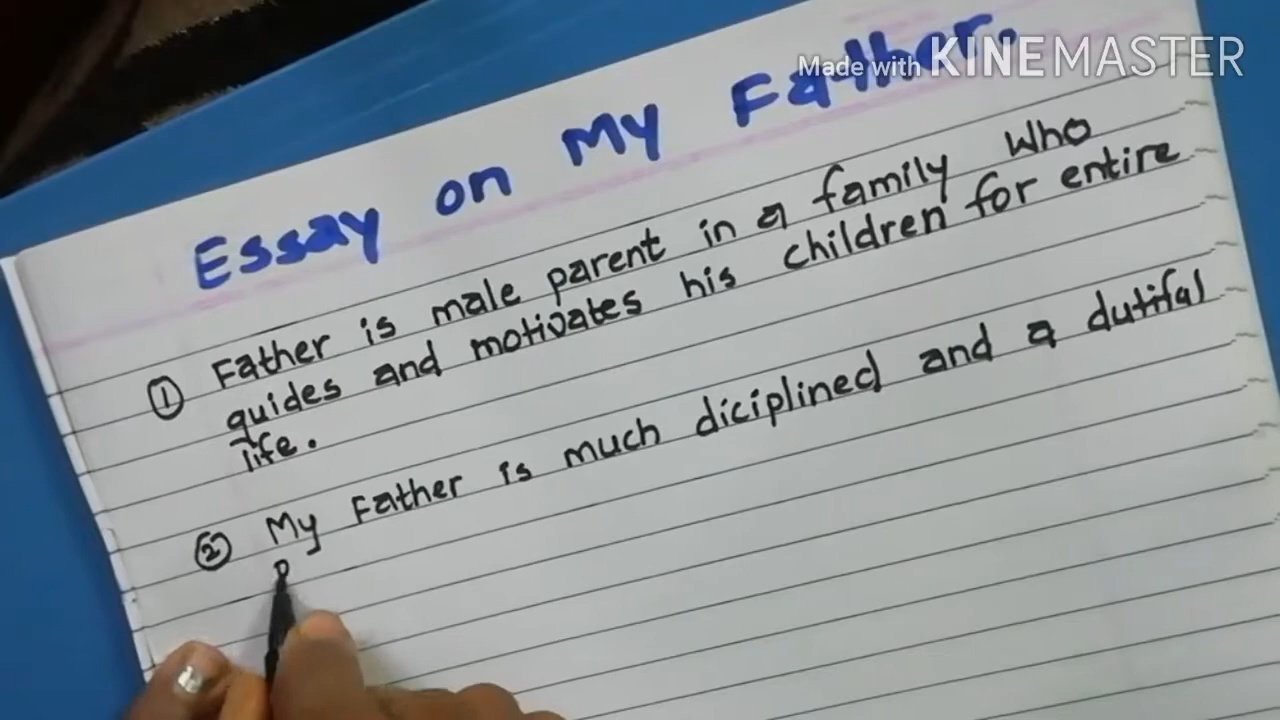 Made with KINEMASTER
Essay on My Father.
① Father is male parent in a family who
guides and motivates his children for entire
life.
② My Father is much diciplined and a dutifal